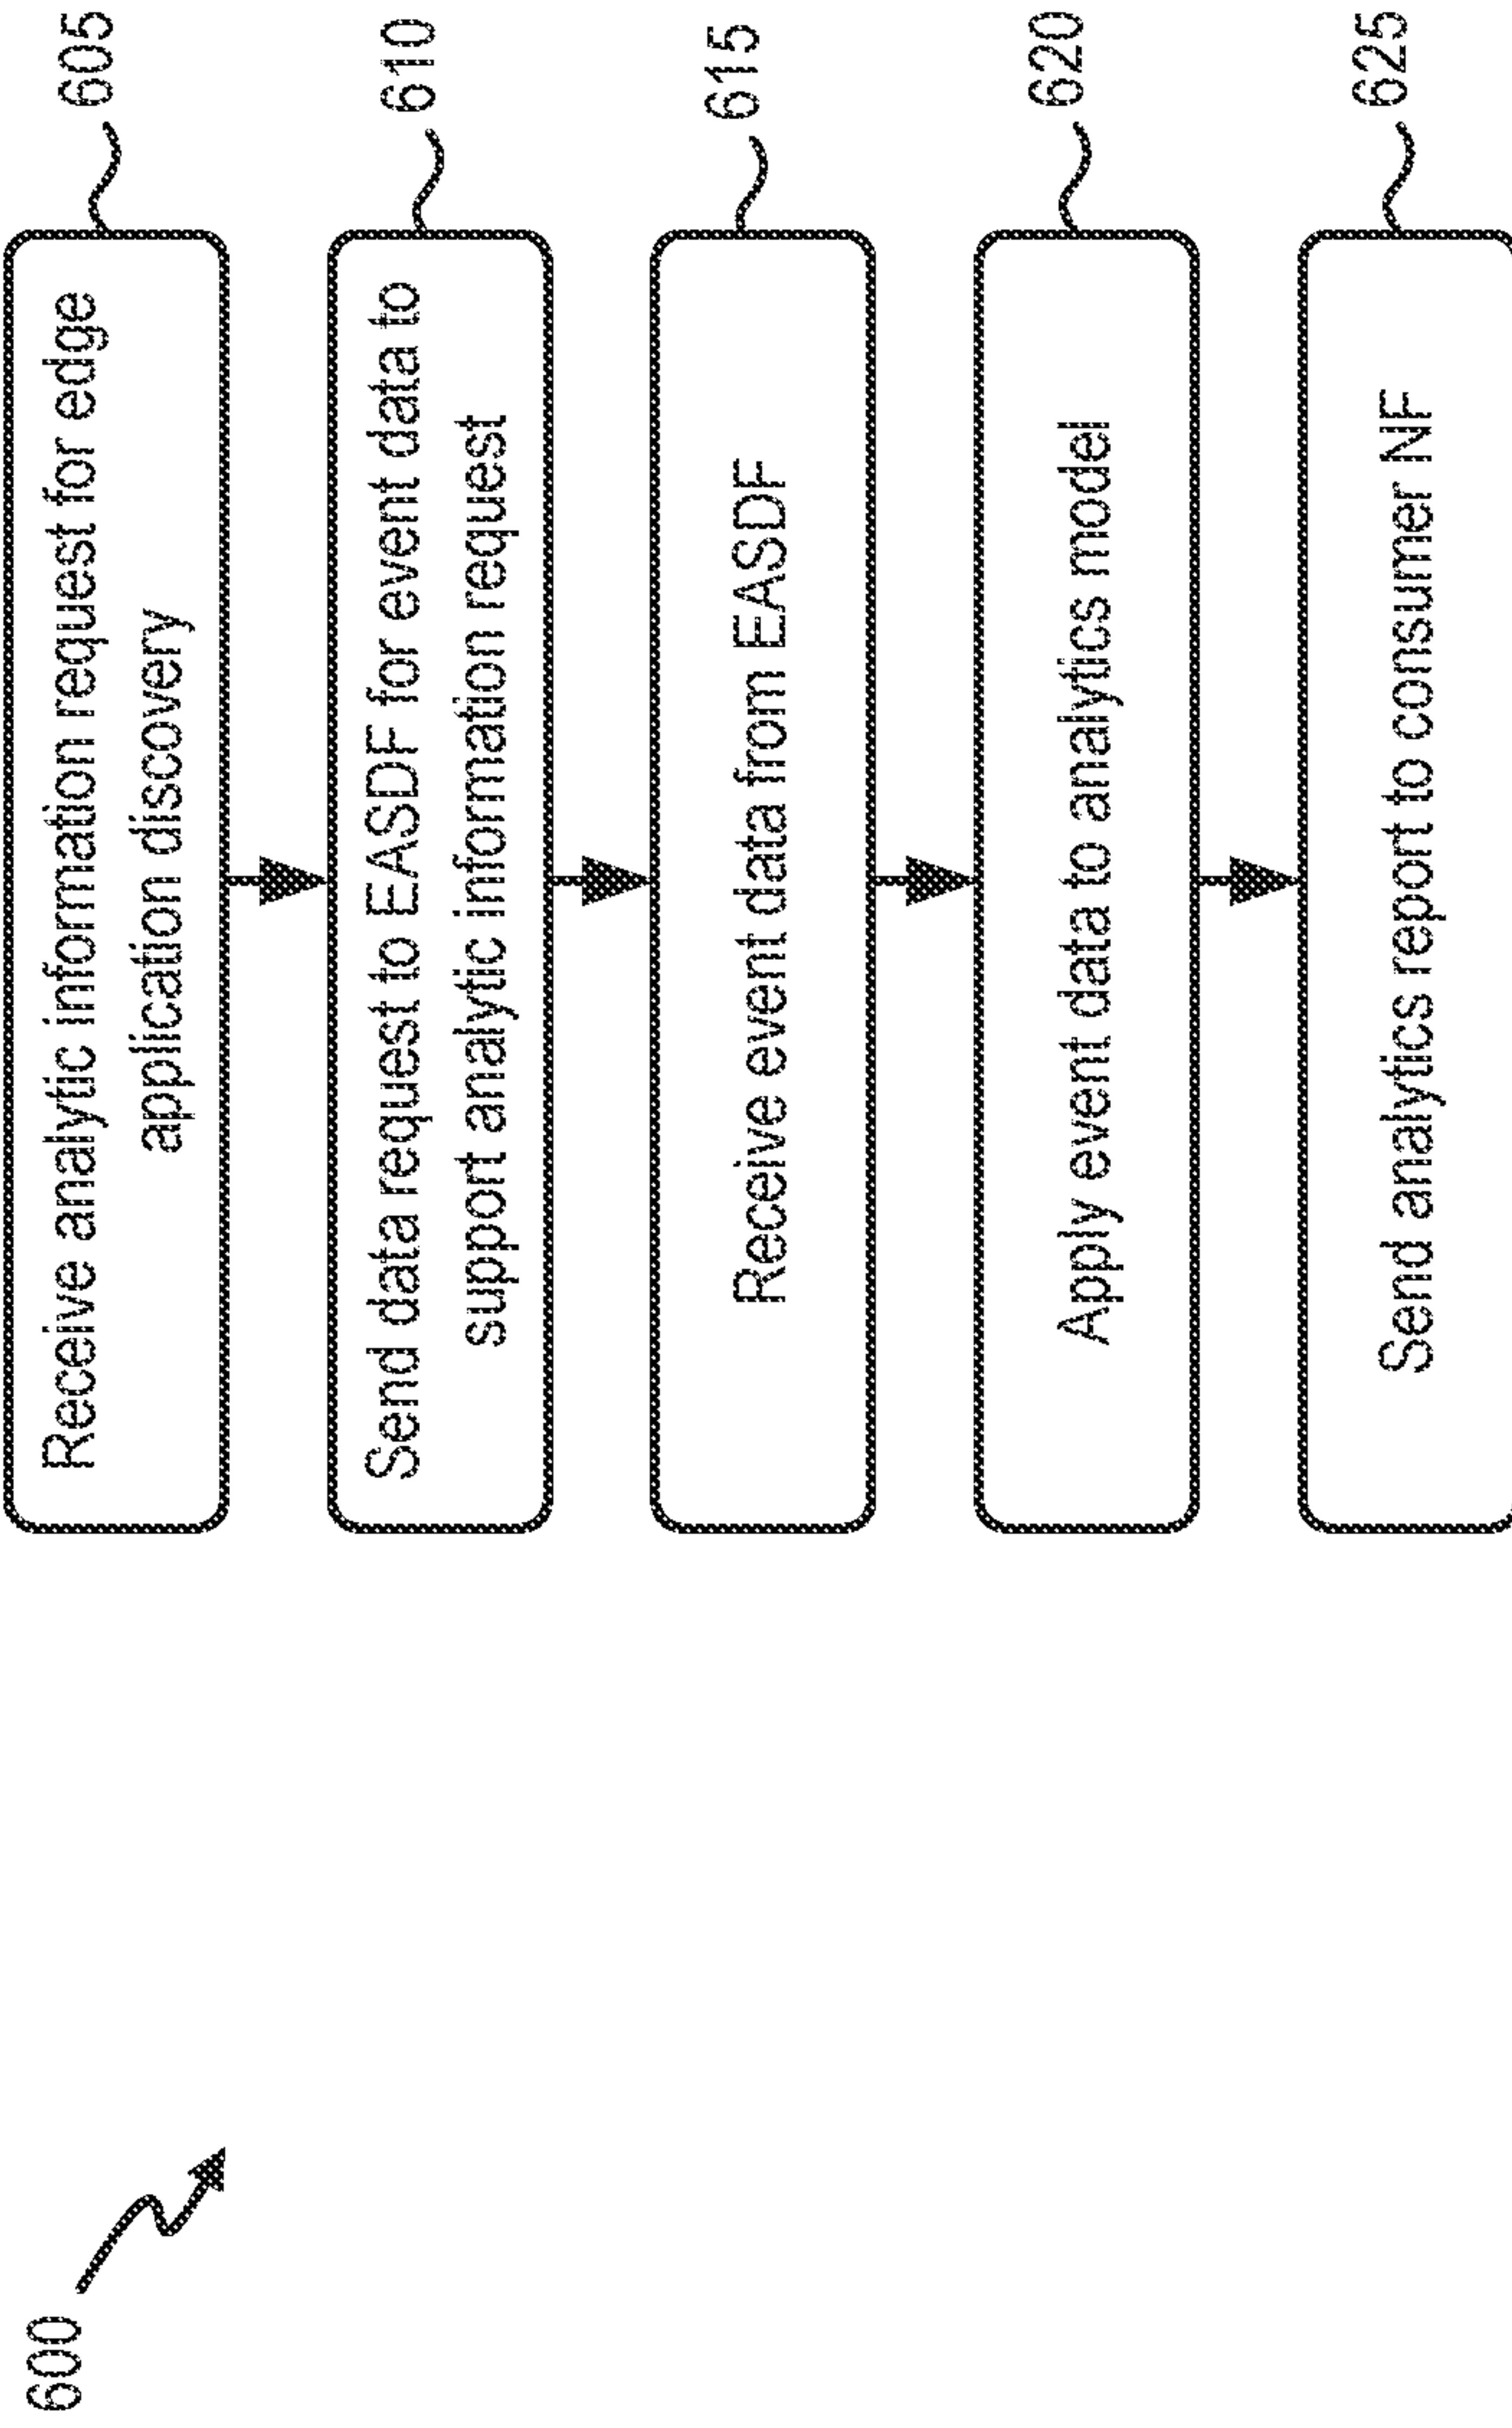 600
Receive analytic information request for edge
application discovery
605
Send data request to EASDF for event data to
support analytic information request
610
Receive event data from EASDF
615
Apply event data to analytics model
620
Send analytics report to consumer NF
625